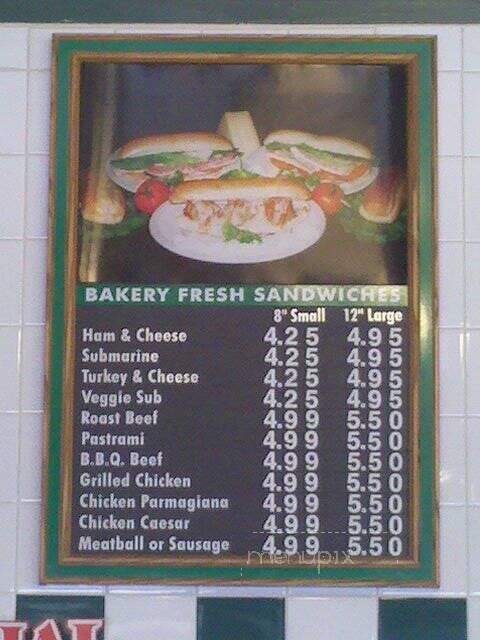 BAKERY FRESH SANDWICHES
8" Small 12" Large
Ham & Cheese 4.25 4.95
Submarine 4.25 4.95
Turkey & Cheese 4.25 4.95
Veggie Sub 4.25 4.95
Roast Beef 4.99 5.50
Pastrami 4.99 5.50
B.B.Q. Beef 4.99 5.50
Grilled Chicken 4.99 5.50
Chicken Parmagiana 4.99 5.50
Chicken Caesar 4.99 5.50
Meatball or Sausage 4.99 5.50
menupix